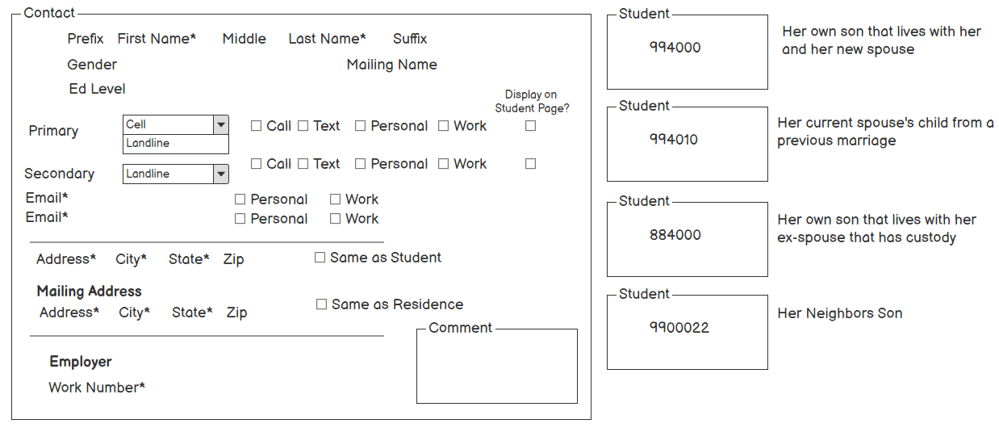 Contact
Prefix First Name* Middle Last Name* Suffix
Gender Mailing Name
Ed Level
Display on
Student Page?
Primary Cell Call Text Personal Work
Landline
Secondary Landline Call Text Personal Work
Email* Personal Work
Email* Personal Work
Address* City* State* Zip Same as Student
Mailing Address
Address* City* State* Zip Same as Residence
Comment
Employer
Work Number*
Student
994000
Her own son that lives with her
and her new spouse
Student
994010
Her current spouse's child from a
previous marriage
Student
884000
Her own son that lives with her
ex-spouse that has custody
Student
9900022
Her Neighbors Son